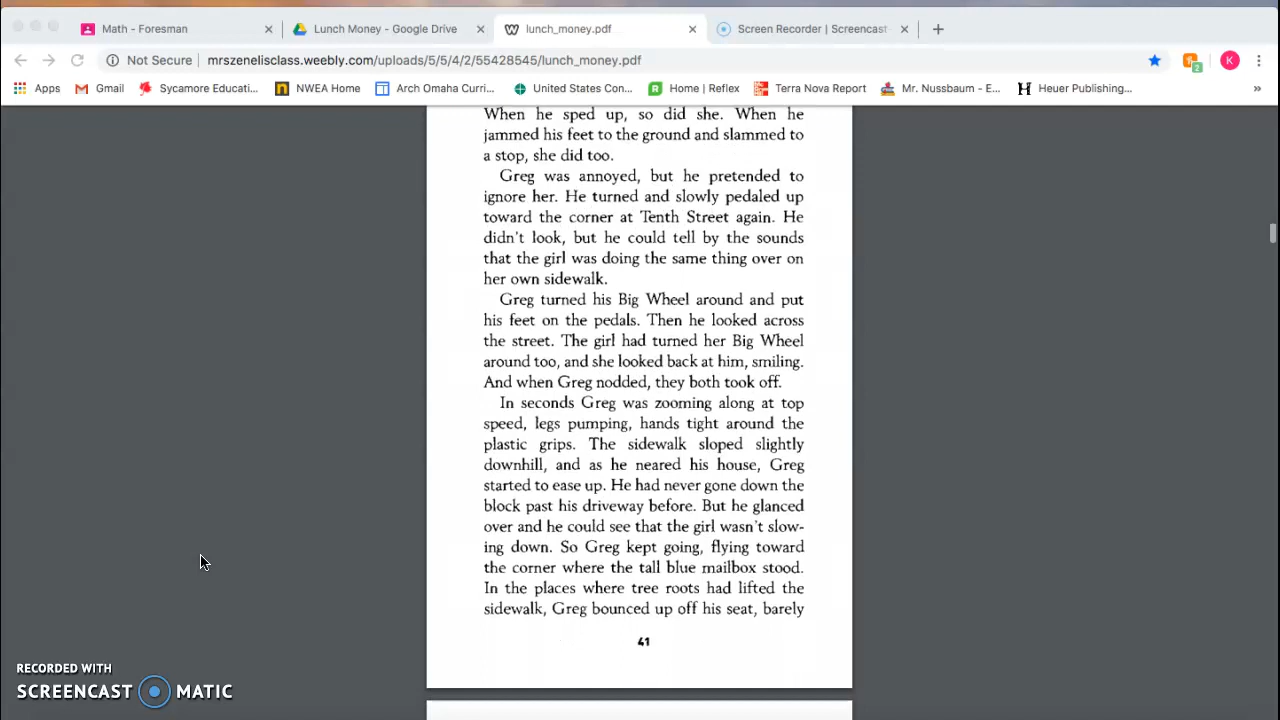 Math - Foresman
Lunch Money - Google Drive
lunch_money.pdf
Screen Recorder | Screencast
Not Secure
mrszenelisclass.weebly.com/uploads/5/5/4/2/55428545/lunch_money.pdf
2
K
Apps
Gmail
Sycamore Educati...
NWEA Home
Arch Omaha Curri...
United States Con...
R
Home | Reflex
Terra Nova Report
Mr. Nussbaum - E...
Heuer Publishing...
»
When he sped up, so did she. When he
jammed his feet to the ground and slammed to
a stop, she did too.
Greg was annoyed, but he pretended to
ignore her. He turned and slowly pedaled up
toward the corner at Tenth Street again. He
didn't look, but he could tell by the sounds
that the girl was doing the same thing over on
her own sidewalk.
Greg turned his Big Wheel around and put
his feet on the pedals. Then he looked across
the street. The girl had turned her Big Wheel
around too, and she looked back at him, smiling.
And when Greg nodded, they both took off.
In seconds Greg was zooming along at top
speed, legs pumping, hands tight around the
plastic grips. The sidewalk sloped slightly
downhill, and as he neared his house, Greg
started to ease up. He had never gone down the
block past his driveway before. But he glanced
over and he could see that the girl wasn't slow-
ing down. So Greg kept going, flying toward
the corner where the tall blue mailbox stood.
In the places where tree roots had lifted the
sidewalk, Greg bounced up off his seat, barely
41
RECORDED WITH
SCREENCAST MATIC